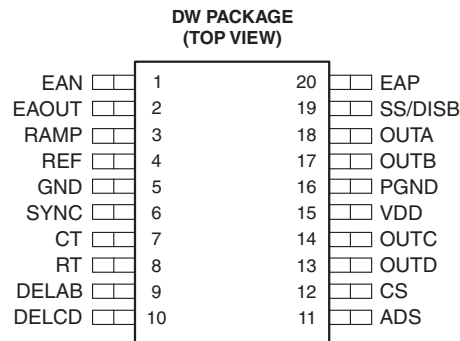 DW PACKAGE
(TOP VIEW)
EAN 1 20 EAP
EAOUT 2 19 SS/DISB
RAMP 3 18 OUTA
REF 4 17 OUTB
GND 5 16 PGND
SYNC 6 15 VDD
CT 7 14 OUTC
RT 8 13 OUTD
DELAB 9 12 CS
DELCD 10 11 ADS